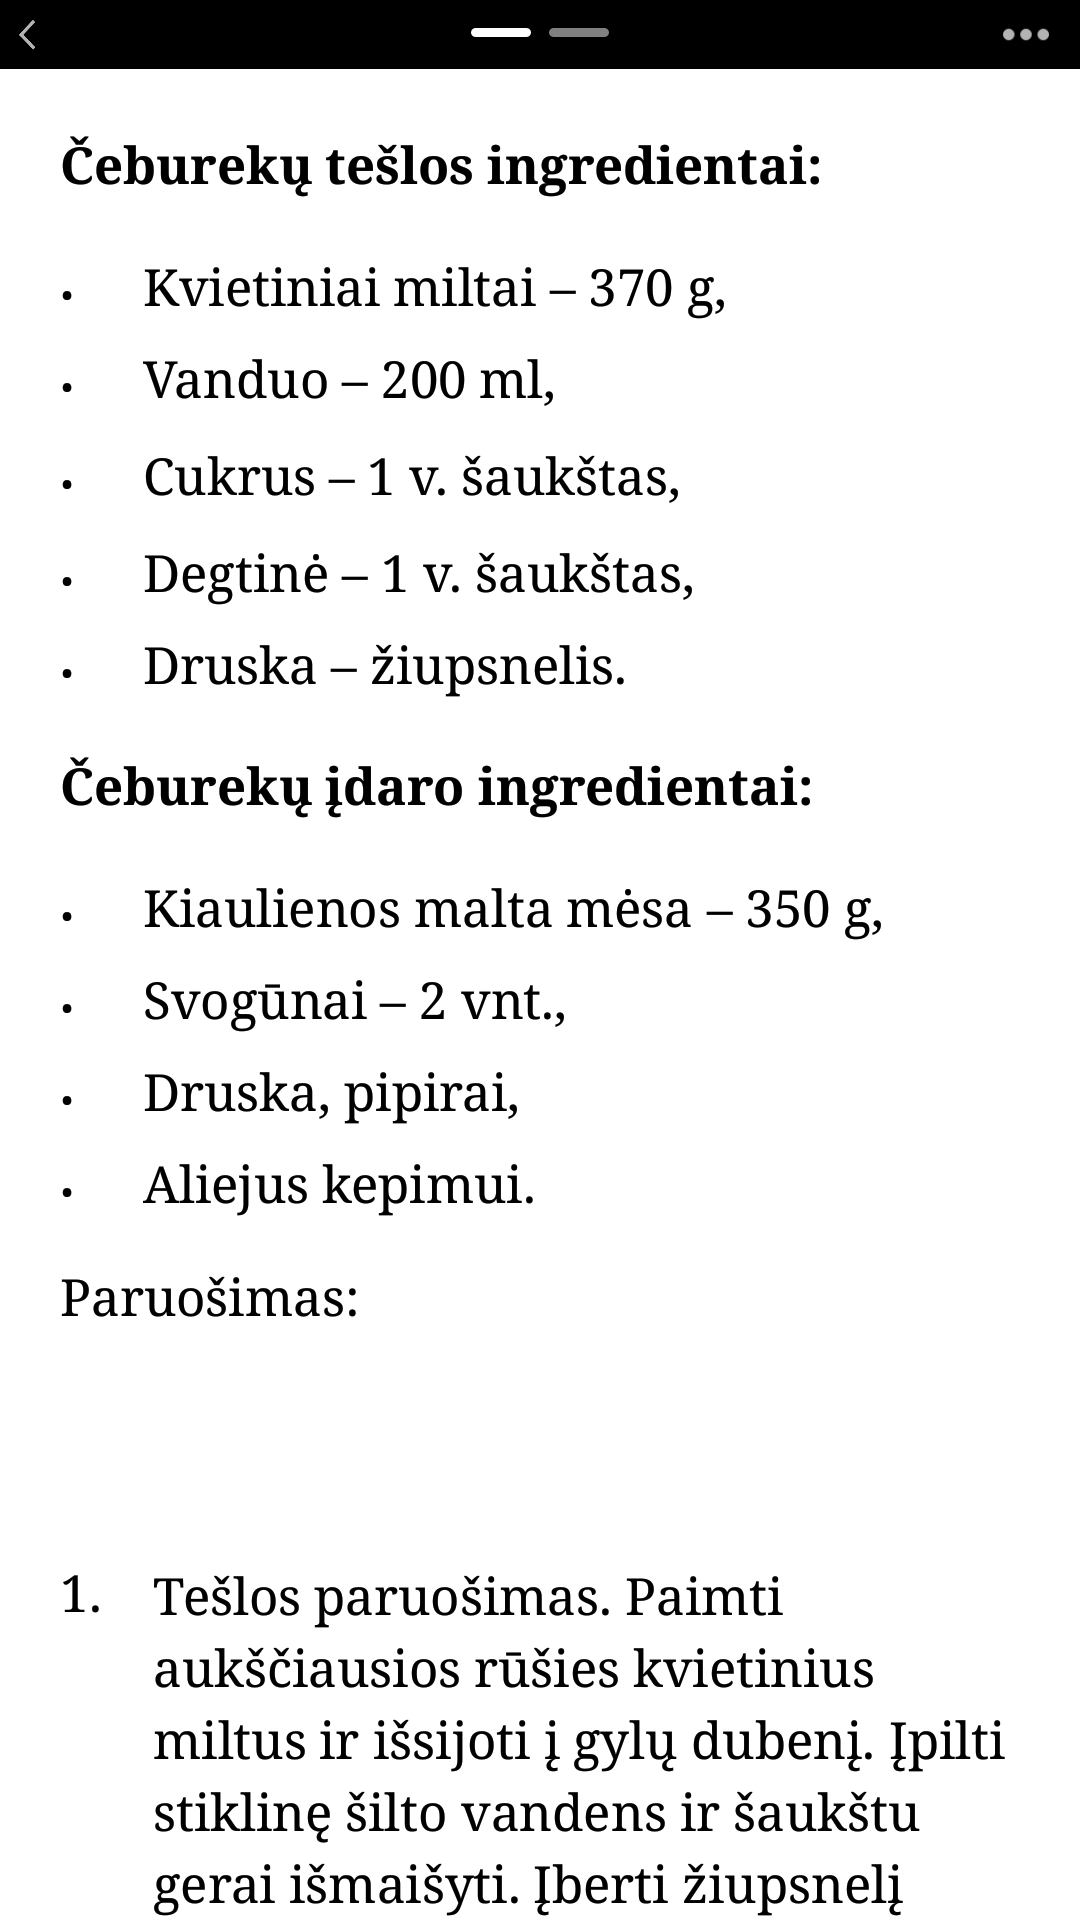 Čeburekų tešlos ingredientai:
• Kvietiniai miltai – 370 g,
• Vanduo – 200 ml,
• Cukrus – 1 v. šaukštas,
• Degtinė – 1 v. šaukštas,
• Druska – žiupsnelis.
Čeburekų įdaro ingredientai:
• Kiaulienos malta mėsa – 350 g,
• Svogūnai – 2 vnt.,
• Druska, pipirai,
• Aliejus kepimui.
Paruošimas:
1. Tešlos paruošimas. Paimti
aukščiausios rūšies kvietinius
miltus ir išsijoti į gylų dubenį. Įpilti
stiklinę šilto vandens ir šaukštu
gerai išmaišyti. Įberti žiupsnelį